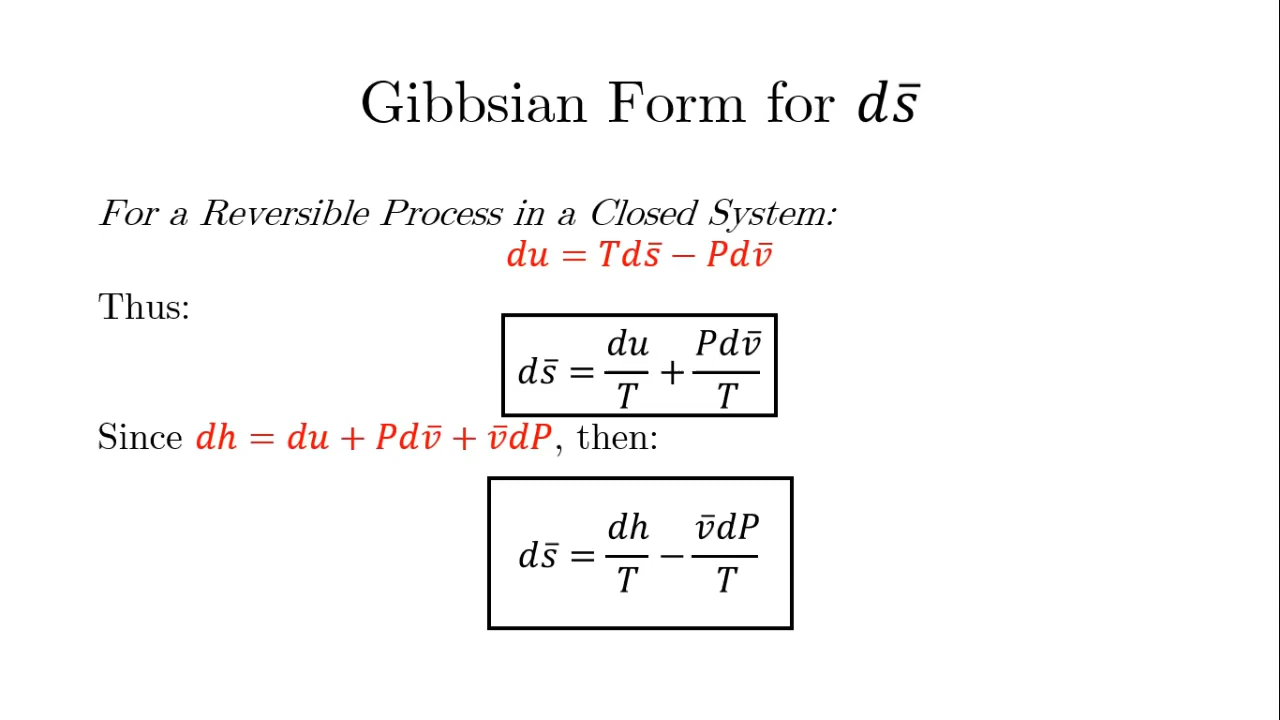 Gibbsian Form for ds̄
For a Reversible Process in a Closed System:
du = Tds̄ − Pdv̄
Thus:
ds̄ = du/T + Pdv̄/T
Since dh = du + Pdv̄ + v̄dP, then:
ds̄ = dh/T − v̄dP/T